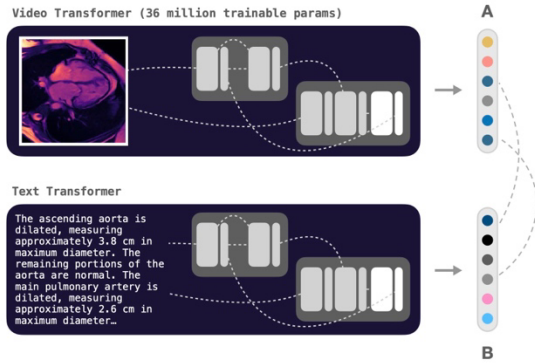 Video Transformer (36 million trainable params)
A
Text Transformer
The ascending aorta is
dilated, measuring
approximately 3.8 cm in
maximum diameter. The
remaining portions of the
aorta are normal. The
main pulmonary artery is
dilated, measuring
approximately 2.6 cm in
maximum diameter…
B